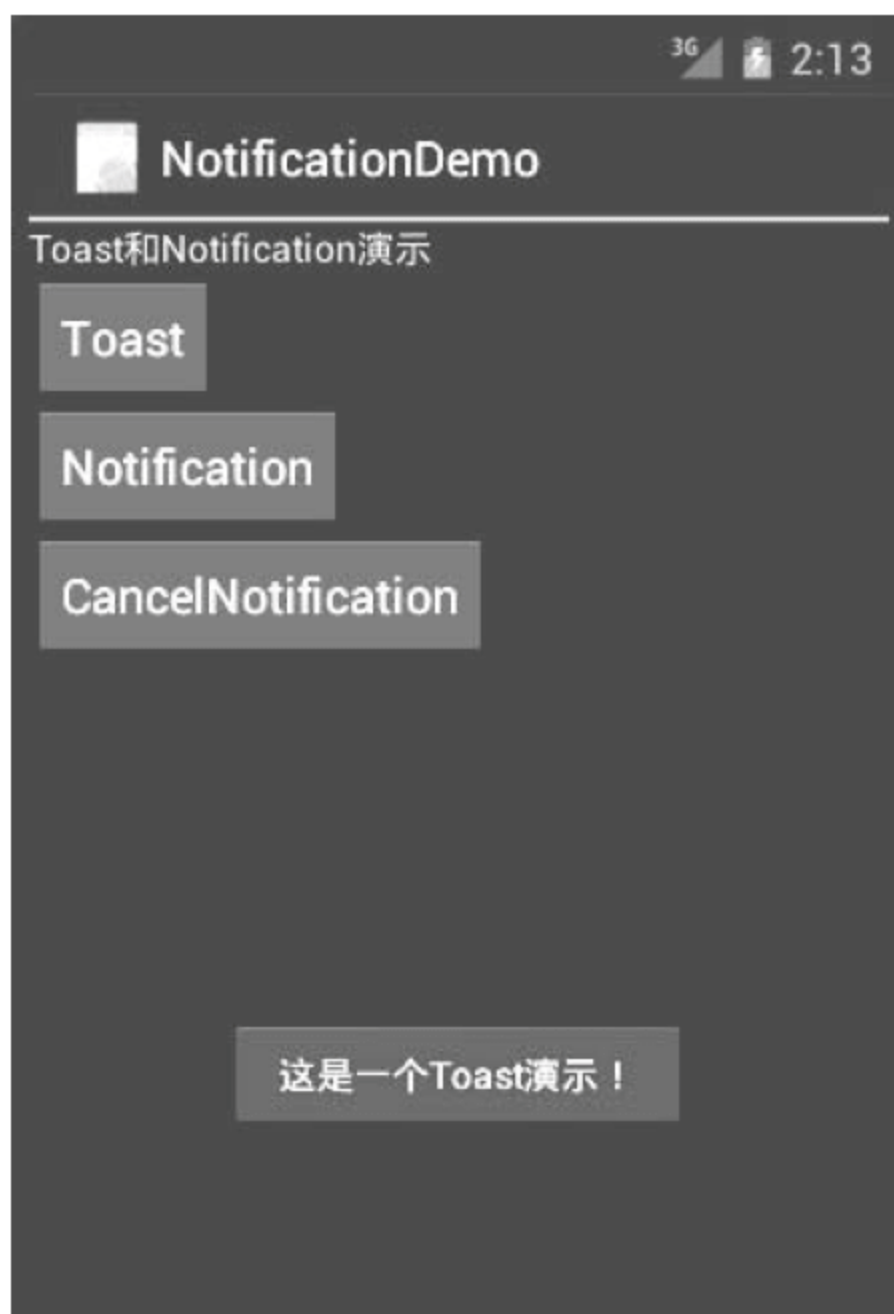 3G 2:13
NotificationDemo
Toast和Notification演示
Toast
Notification
CancelNotification
这是一个Toast演示！